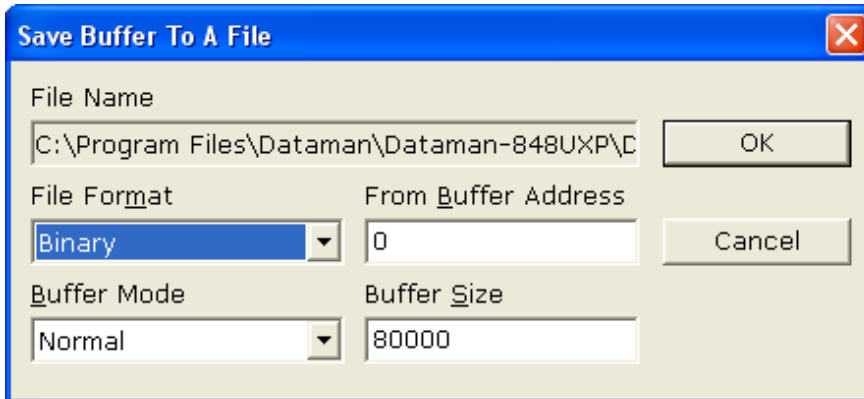 Save Buffer To A File
File Name
C:\Program Files\Dataman\Dataman-848UXP\D
OK
File Format
From Buffer Address
Binary
0
Cancel
Buffer Mode
Buffer Size
Normal
80000